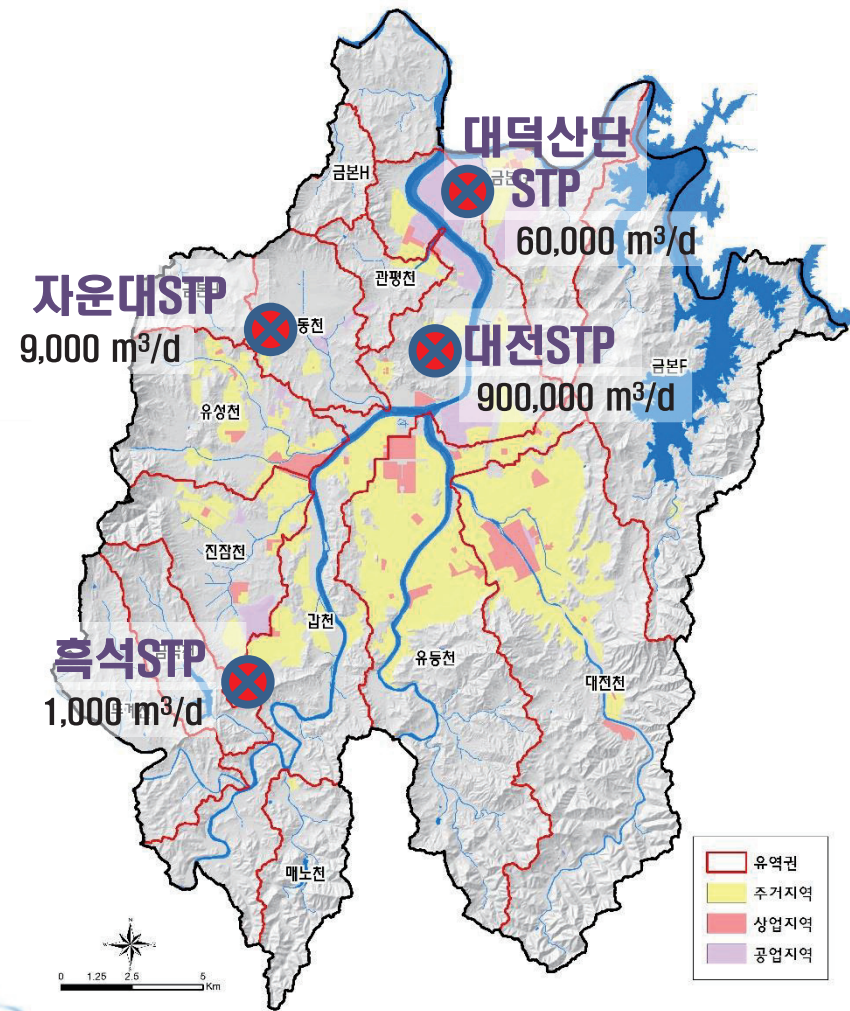 대덕산단
STP
60,000 m³/d
금본H
관평천
자운대STP
9,000 m³/d
동천
대전STP
900,000 m³/d
금본F
유성천
진잠천
갑천
흑석STP
1,000 m³/d
유등천
대전천
매노천
유역권
주거지역
상업지역
공업지역
N
W
E
S
0 1.25 2.5 5
Km